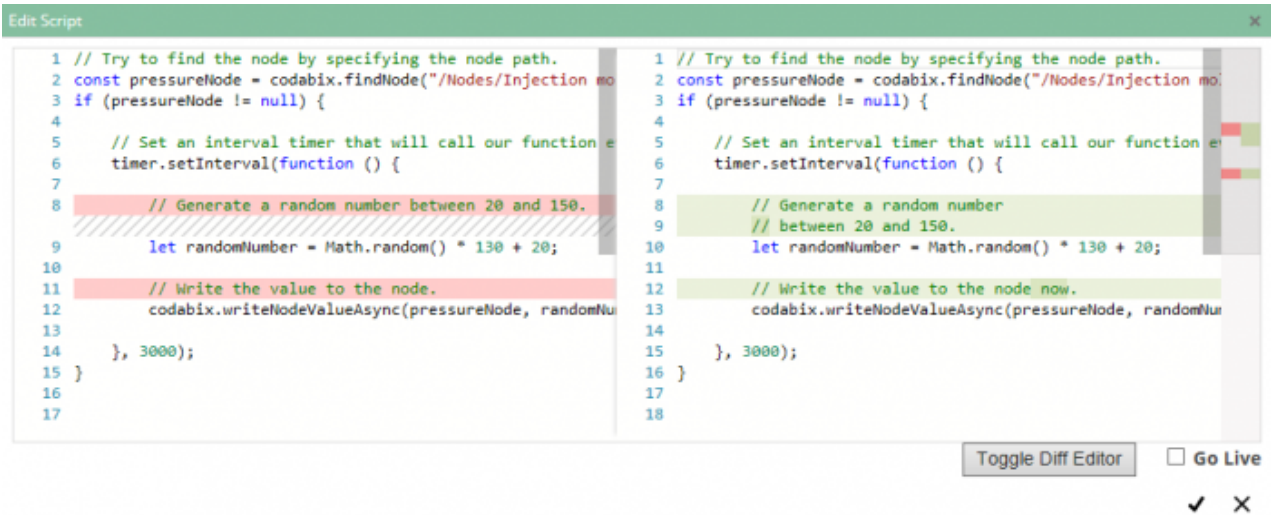 Edit Script
1 // Try to find the node by specifying the node path.
2 const pressureNode = codabix.findNode("/Nodes/Injection mo
3 if (pressureNode != null) {
4
5 // Set an interval timer that will call our function e
6 timer.setInterval(function () {
7
8 // Generate a random number between 20 and 150.
9 let randomNumber = Math.random() * 130 + 20;
10
11 // Write the value to the node.
12 codabix.writeNodeValueAsync(pressureNode, randomNu
13
14 }, 3000);
15 }
16
17
1 // Try to find the node by specifying the node path.
2 const pressureNode = codabix.findNode("/Nodes/Injection mo
3 if (pressureNode != null) {
4
5 // Set an interval timer that will call our function e
6 timer.setInterval(function () {
7
8 // Generate a random number
9 // between 20 and 150.
10 let randomNumber = Math.random() * 130 + 20;
11
12 // Write the value to the node now.
13 codabix.writeNodeValueAsync(pressureNode, randomNu
14
15 }, 3000);
16 }
17
18
Toggle Diff Editor
Go Live